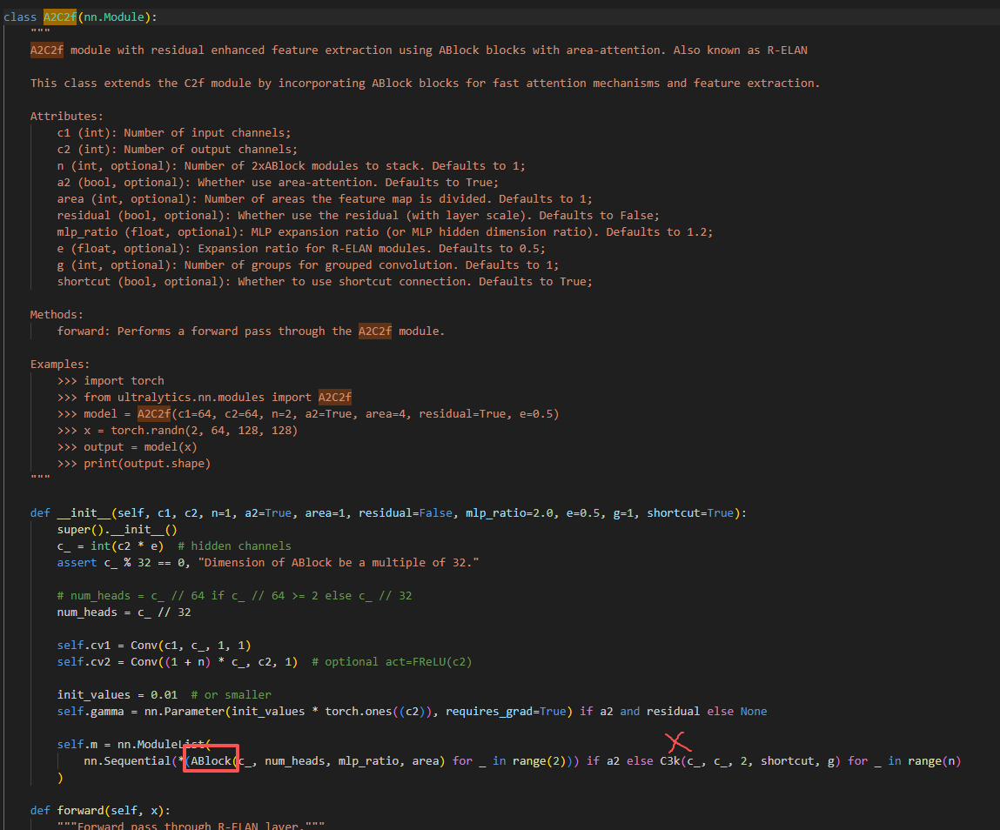 class A2C2f(nn.Module):
"""
A2C2f module with residual enhanced feature extraction using ABlock blocks with area-attention. Also known as R-ELAN
This class extends the C2f module by incorporating ABlock blocks for fast attention mechanisms and feature extraction.
Attributes:
c1 (int): Number of input channels;
c2 (int): Number of output channels;
n (int, optional): Number of 2xABlock modules to stack. Defaults to 1;
a2 (bool, optional): Whether use area-attention. Defaults to True;
area (int, optional): Number of areas the feature map is divided. Defaults to 1;
residual (bool, optional): Whether use the residual (with layer scale). Defaults to False;
mlp_ratio (float, optional): MLP expansion ratio (or MLP hidden dimension ratio). Defaults to 1.2;
e (float, optional): Expansion ratio for R-ELAN modules. Defaults to 0.5;
g (int, optional): Number of groups for grouped convolution. Defaults to 1;
shortcut (bool, optional): Whether to use shortcut connection. Defaults to True;
Methods:
forward: Performs a forward pass through the A2C2f module.
Examples:
>>> import torch
>>> from ultralytics.nn.modules import A2C2f
>>> model = A2C2f(c1=64, c2=64, n=2, a2=True, area=4, residual=True, e=0.5)
>>> x = torch.randn(2, 64, 128, 128)
>>> output = model(x)
>>> print(output.shape)
"""
def __init__(self, c1, c2, n=1, a2=True, area=1, residual=False, mlp_ratio=2.0, e=0.5, g=1, shortcut=True):
super().__init__()
c_ = int(c2 * e)  # hidden channels
assert c_ % 32 == 0, "Dimension of ABlock be a multiple of 32."
# num_heads = c_ // 64 if c_ // 64 >= 2 else c_ // 32
num_heads = c_ // 32
self.cv1 = Conv(c1, c_, 1, 1)
self.cv2 = Conv((1 + n) * c_, c2, 1)  # optional act=FReLU(c2)
init_values = 0.01  # or smaller
self.gamma = nn.Parameter(init_values * torch.ones((c2)), requires_grad=True) if a2 and residual else None
self.m = nn.ModuleList(
nn.Sequential(*(ABlock(c_, num_heads, mlp_ratio, area) for _ in range(2))) if a2 else C3k(c_, c_, 2, shortcut, g) for _ in range(n)
)
def forward(self, x):
"""Forward pass through R-ELAN layer."""